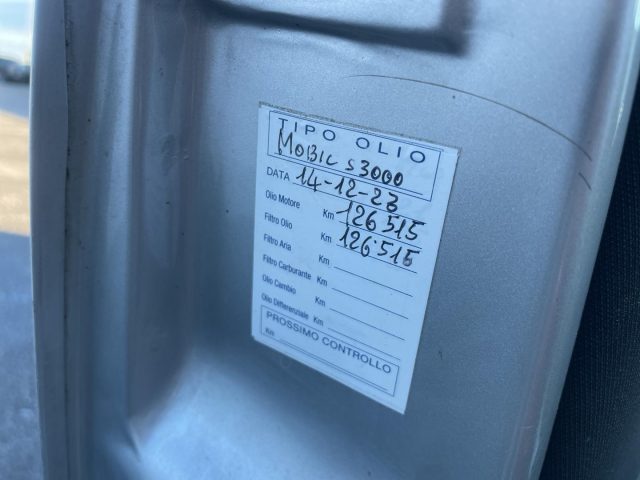 TIPO OLIO
MOBIL S3000
DATA 14-12-23
Olio Motore Km 126515
Filtro Olio Km 126515
Filtro Aria Km
Filtro Carburante Km
Olio Cambio Km
Olio Differenziale Km
PROSSIMO CONTROLLO
Km